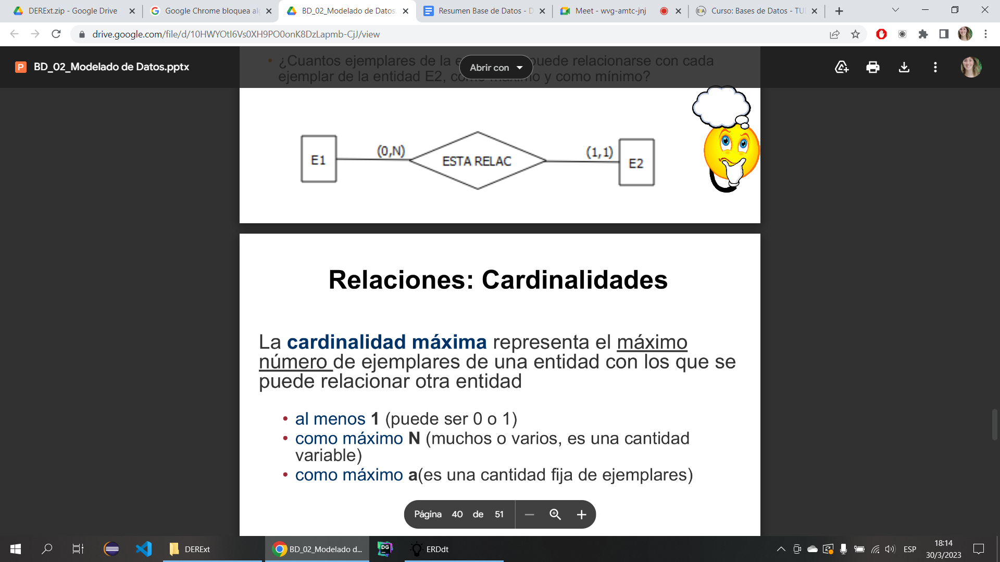 DERExt.zip - Google Drive
Google Chrome bloquea al
BD_02_Modelado de Datos.
Resumen Base de Datos - D
Meet - wvg-amtc-jnj
Curso: Bases de Datos - TU
drive.google.com/file/d/10HWYOtI6Vs0XH9PO0onK8DzLapmb-CjJ/view
P BD_02_Modelado de Datos.pptx
Abrir con
• ¿Cuantos ejemplares de la e puede relacionarse con cada
ejemplar de la entidad E2, como máximo y como mínimo?
E1 (0,N) ESTA RELAC (1,1) E2
Relaciones: Cardinalidades
La cardinalidad máxima representa el máximo
número de ejemplares de una entidad con los que se
puede relacionar otra entidad
• al menos 1 (puede ser 0 o 1)
• como máximo N (muchos o varios, es una cantidad
variable)
• como máximo a(es una cantidad fija de ejemplares)
Página 40 de 51
DERExt
BD_02_Modelado d...
DG
ERDdt
ESP
18:14
30/3/2023